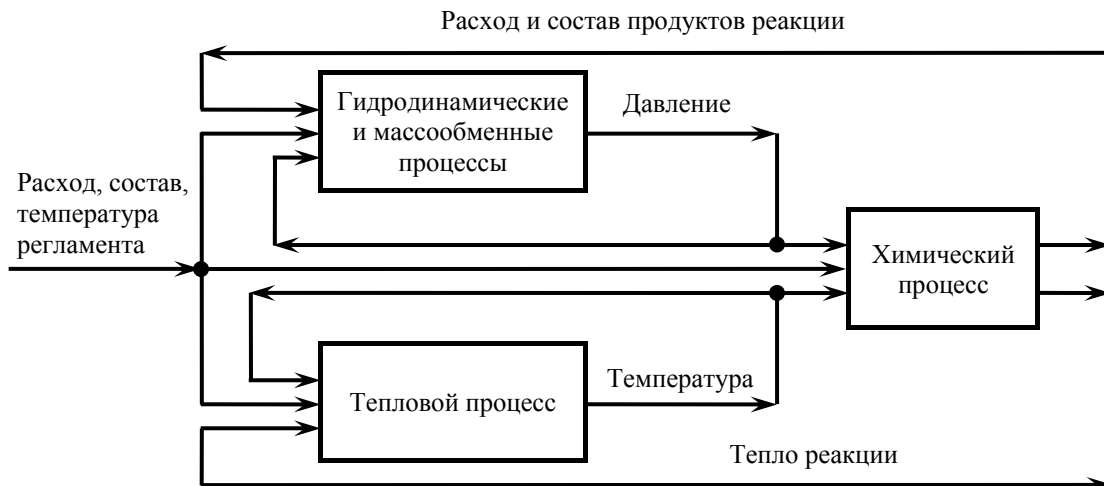 Расход и состав продуктов реакции
Гидродинамические
и массообменные
процессы
Давление
Расход, состав,
температура
регламента
Химический
процесс
Тепловой процесс
Температура
Тепло реакции